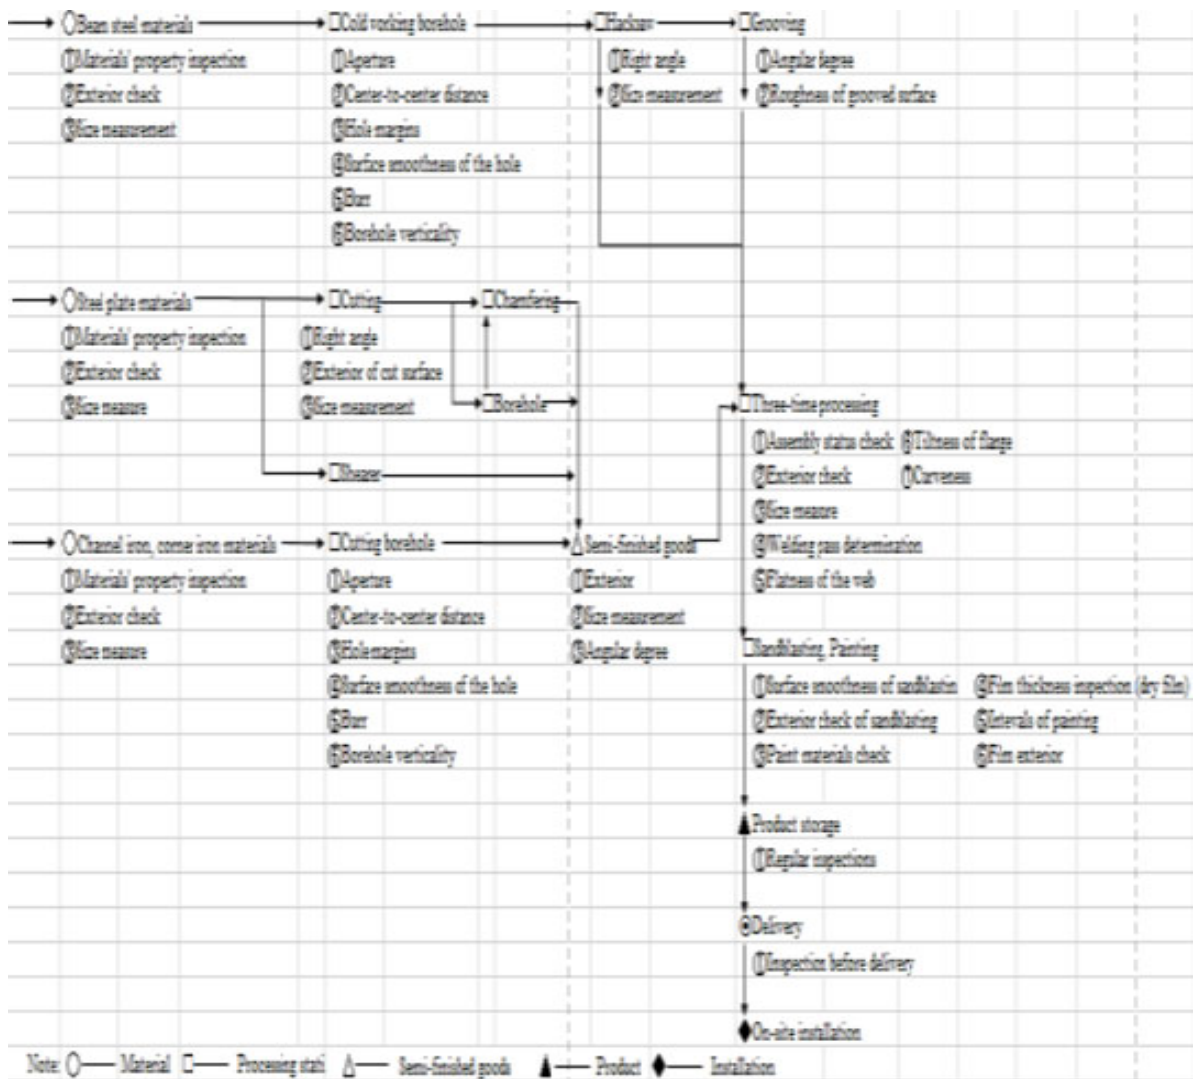 ○Beam steel materials □Cold vorking borehole □Hacksaw □Grooving
①Materials' property inspection ①Aperture ①Right angle ①Angular degree
②Exterior check ②Center-to-center distance ②Size measurement ②Roughness of grooved surface
③Size measurement ③Hole margins
④Surface smoothness of the hole
⑤Burr
⑥Borehole verticality
○Steel plate materials □Cutting □Chamfering
①Materials' property inspection ①Right angle
②Exterior check ②Exterior of cut surface
③Size measure ③Size measurement □Borehole □Three-time processing
①Assembly status check ⑥Tiltness of flange
□Shearer ②Exterior check ⑦Curveness
③Size measure
○Channel iron, corner iron materials □Cutting borehole △Semi-finished goods ④Welding pass determination
①Materials' property inspection ①Aperture ①Exterior ⑤Flatness of the web
②Exterior check ②Center-to-center distance ②Size measurement
③Size measure ③Hole margins ③Angular degree □Sandblasting, Painting
④Surface smoothness of the hole ①Surface smoothness of sandblastin ④Film thickness inspection (dry film)
⑤Burr ②Exterior check of sandblasting ⑤Intevals of painting
⑥Borehole verticality ③Paint materials check ⑥Film exterior
▲Product storage
①Regular inspections
◉Delivery
①Inspection before delivery
◆On-site installation
Note: ○— Material □— Processing stati △— Semi-finished goods ▲— Product ◆— Installation